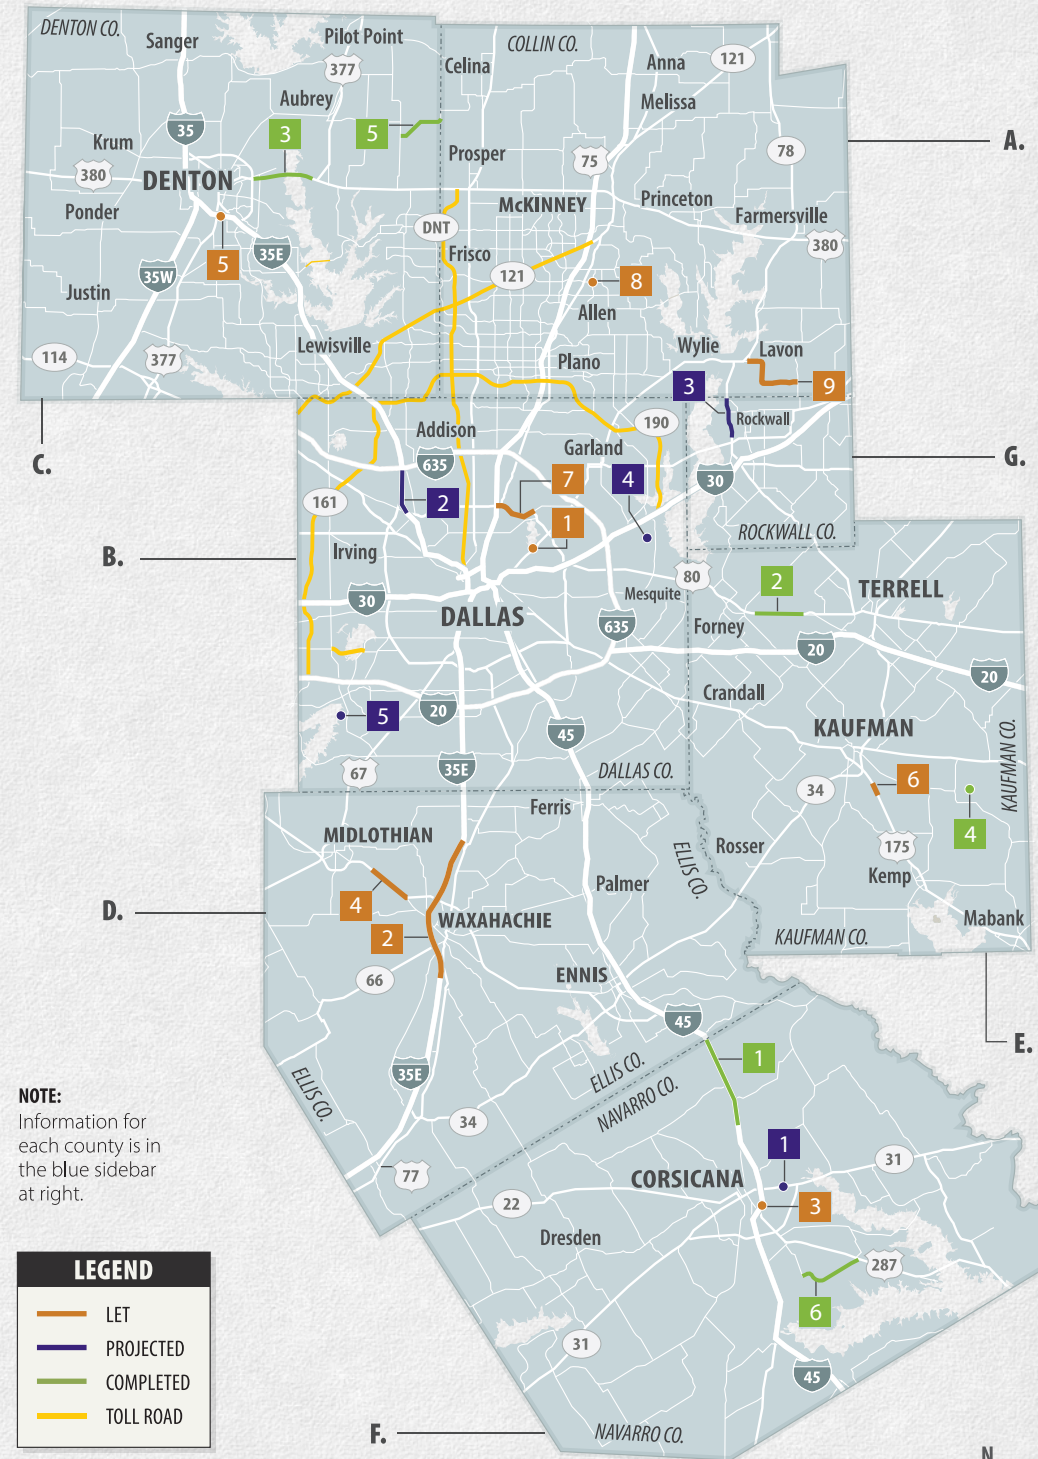 DENTON CO.
Sanger
Pilot Point
377
COLLIN CO.
Celina
Anna
121
Aubrey
Melissa
35
3
5
Krum
A.
380
DENTON
Prosper
75
78
Ponder
McKINNEY
Princeton
DNT
Farmersville
5
35E
Frisco
380
35W
121
8
Justin
Allen
114
377
Lewisville
Plano
Wylie
Lavon
3
9
Rockwall
C.
Addison
190
635
Garland
G.
161
2
7
4
30
1
ROCKWALL CO.
B.
Irving
80
2
TERRELL
30
Mesquite
DALLAS
635
Forney
20
20
Crandall
5
20
45
KAUFMAN
KAUFMAN CO.
67
35E
DALLAS CO.
34
6
Ferris
4
MIDLOTHIAN
ELLIS CO.
Rosser
175
Kemp
Palmer
4
D.
WAXAHACHIE
Mabank
2
KAUFMAN CO.
66
ENNIS
45
E.
35E
ELLIS CO.
ELLIS CO.
1
NAVARRO CO.
NOTE:
Information for
each county is in
the blue sidebar
at right.
34
1
31
77
CORSICANA
22
3
Dresden
287
6
31
45
LEGEND
LET
PROJECTED
COMPLETED
TOLL ROAD
F.
NAVARRO CO.
N